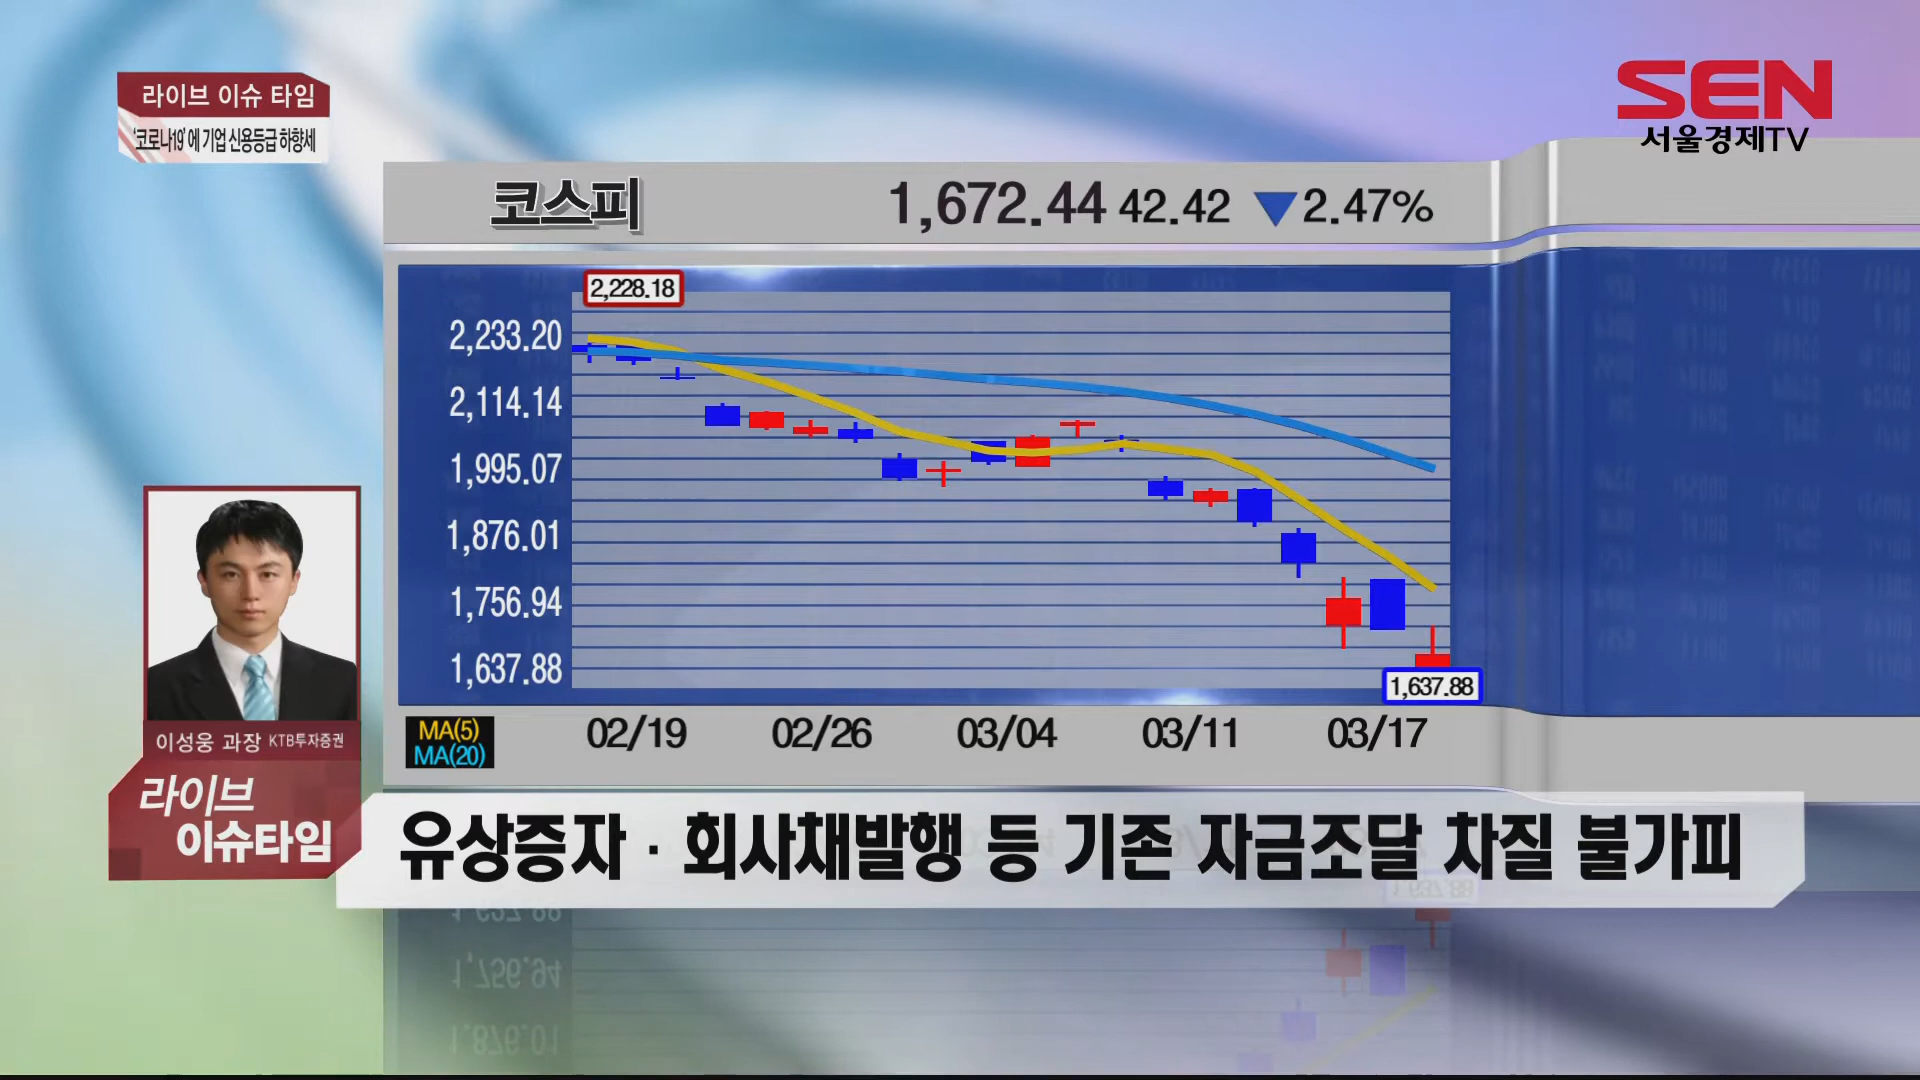 라이브 이슈 타임
'코로나19'에 기업 신용등급 하향세
SEN
서울경제TV
코스피 1,672.44 42.42 ▼2.47%
2,228.18
2,233.20
2,114.14
1,995.07
1,876.01
1,756.94
1,637.88
1,637.88
MA(5)
MA(20)
02/19 02/26 03/04 03/11 03/17
이성웅 과장 KTB투자증권
라이브
이슈타임
유상증자·회사채발행 등 기존 자금조달 차질 불가피